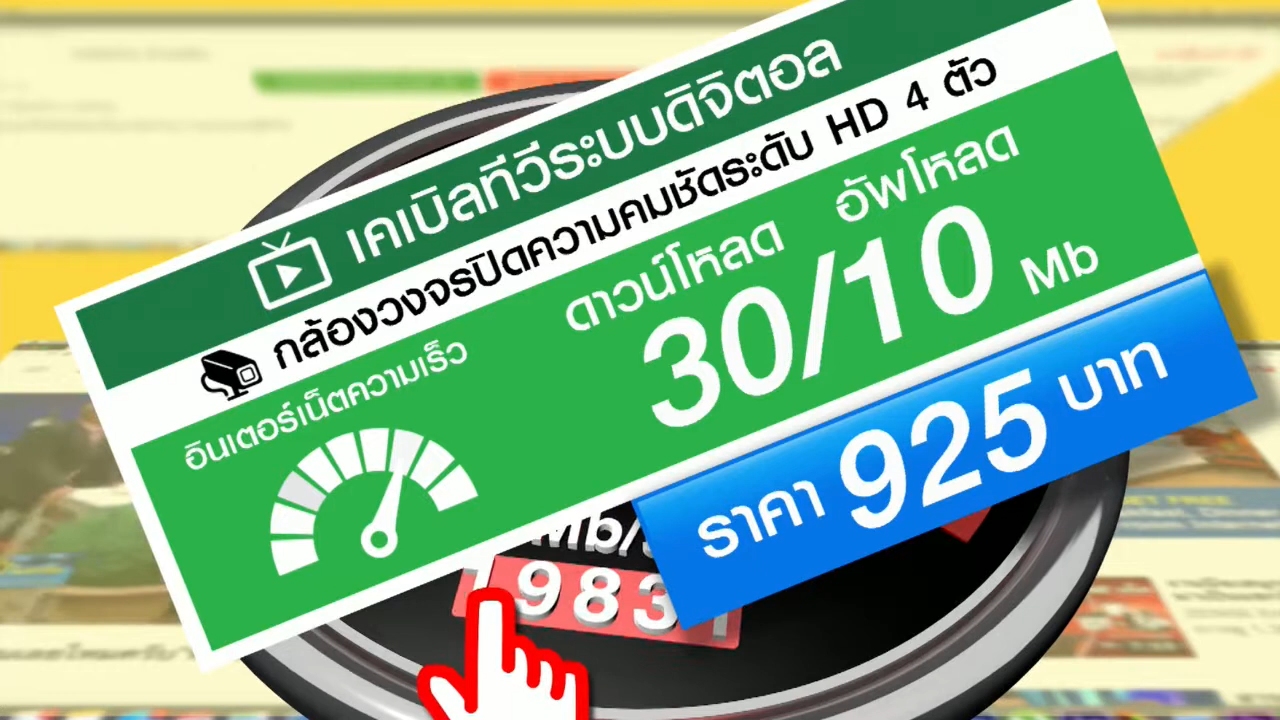 เคเบิลทีวีระบบดิจิตอล
กล้องวงจรปิดความคมชัดระดับ HD 4 ตัว
อินเตอร์เน็ตความเร็ว
ดาวน์โหลด อัพโหลด
30/10 Mb
ราคา 925 บาท
Mb/
1983